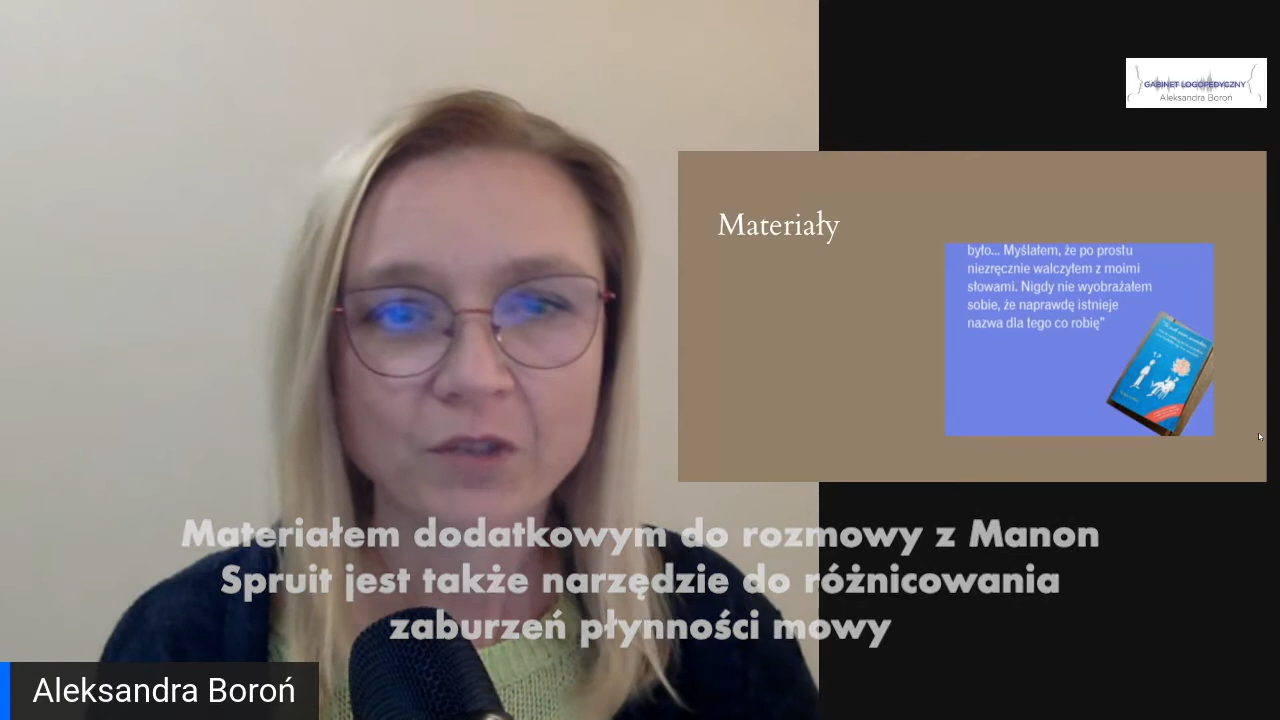 GABINET LOGOPEDYCZNY
Aleksandra Boroń
Materiały
było... Myślałem, że po prostu
niezręcznie walczyłem z moimi
słowami. Nigdy nie wyobrażałem
sobie, że naprawdę istnieje
nazwa dla tego co robię”
Materiałem dodatkowym do rozmowy z Manon
Spruit jest także narzędzie do różnicowania
zaburzeń płynności mowy
Aleksandra Boroń